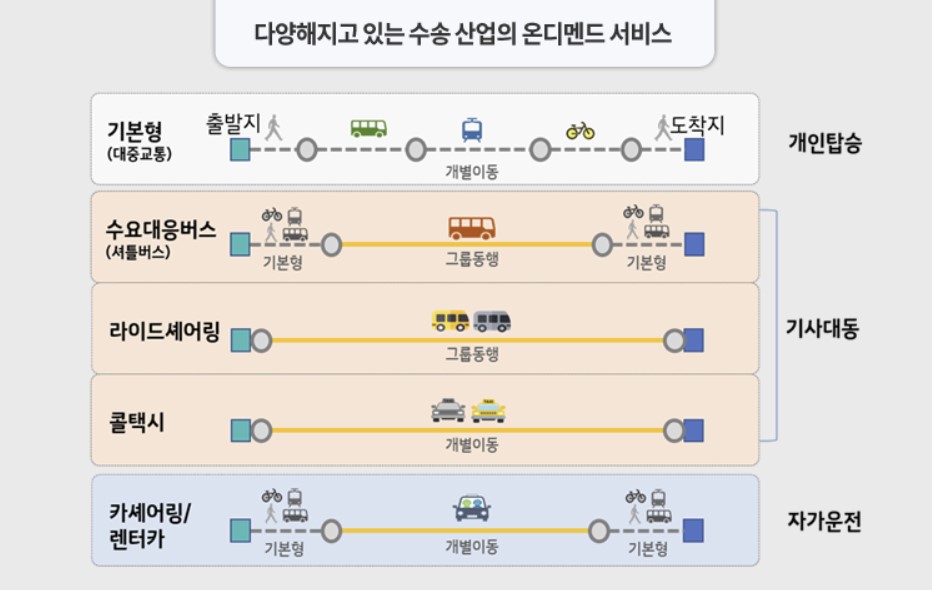 다양해지고 있는 수송 산업의 온디멘드 서비스
기본형
(대중교통)
출발지
도착지
개별이동
개인탑승
수요대응버스
(셔틀버스)
기본형
그룹동행
기본형
라이드셰어링
그룹동행
기사대동
콜택시
TAXI
개별이동
카셰어링/
렌터카
기본형
개별이동
기본형
자가운전